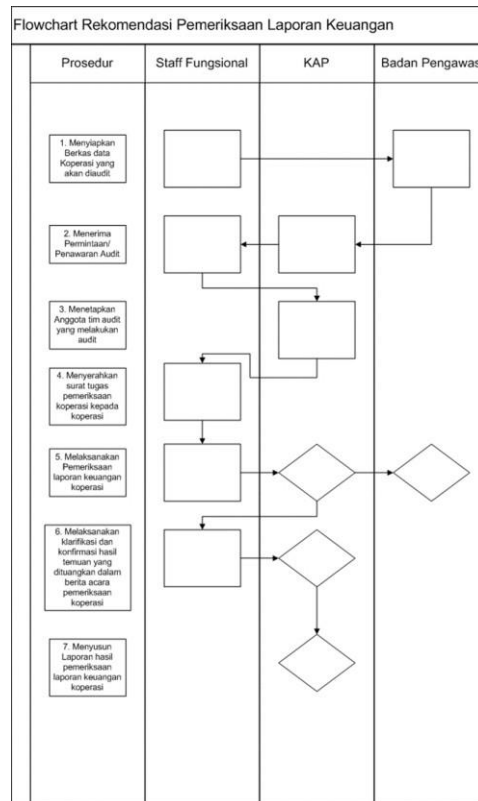 Flowchart Rekomendasi Pemeriksaan Laporan Keuangan
Prosedur
Staff Fungsional
KAP
Badan Pengawas
1. Menyiapkan
Berkas data
Koperasi yang
akan diaudit
2. Menerima
Permintaan/
Penawaran Audit
3. Menetapkan
Anggota tim audit
yang melakukan
audit
4. Menyerahkan
surat tugas
pemeriksaan
koperasi kepada
koperasi
5. Melaksanakan
Pemeriksaan
laporan keuangan
koperasi
6. Melaksanakan
klarifikasi dan
konfirmasi hasil
temuan yang
dituangkan dalam
berita acara
pemeriksaan
koperasi
7. Menyusun
Laporan hasil
pemeriksaan
laporan keuangan
koperasi